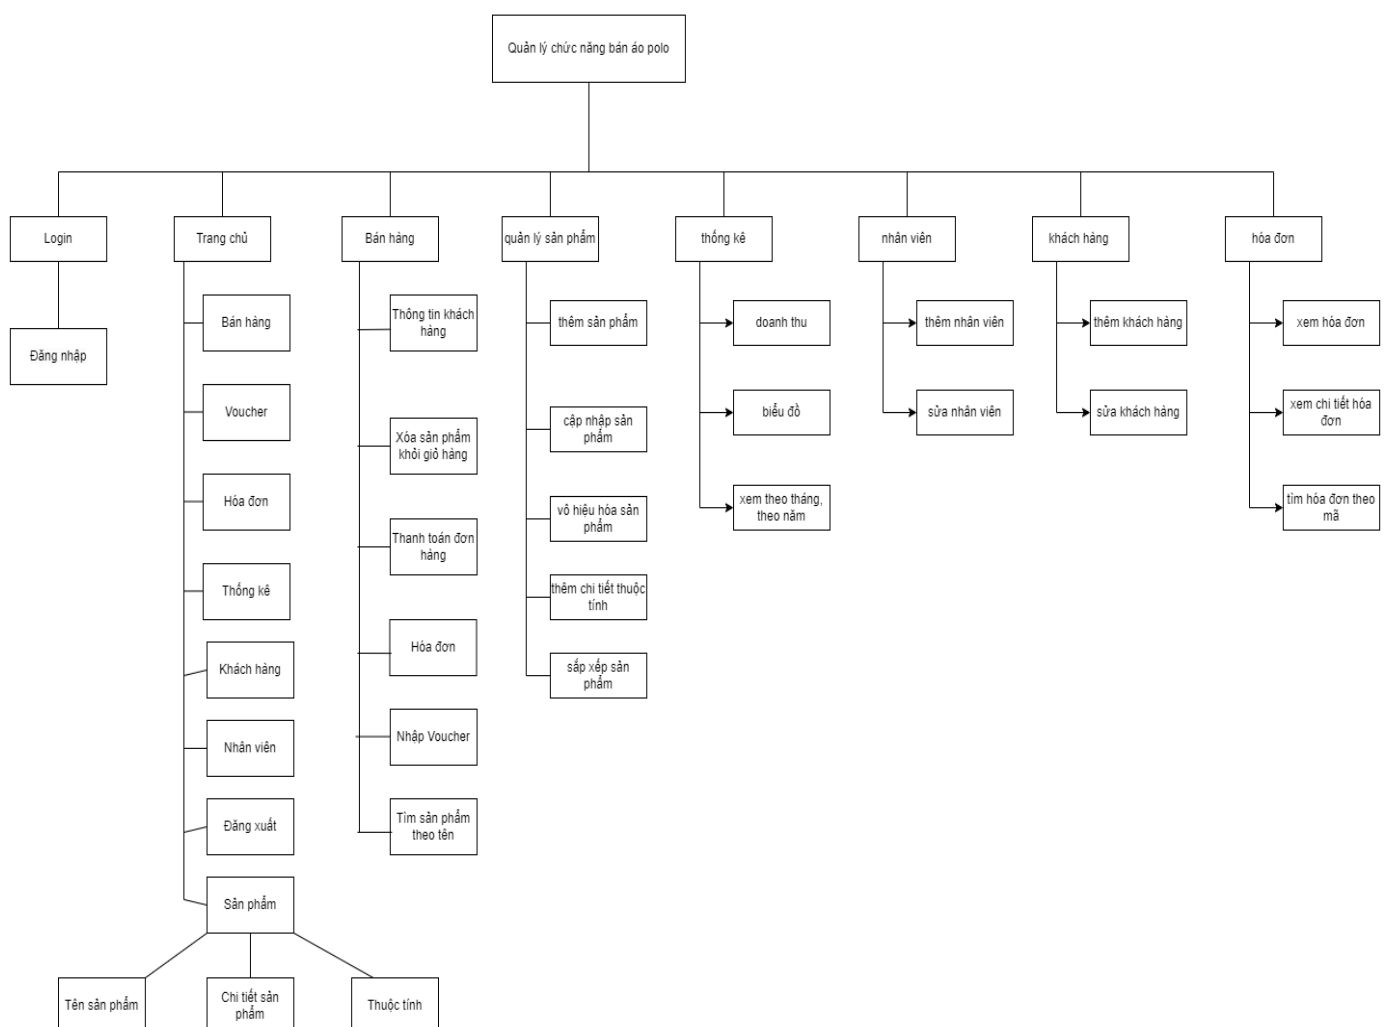 Quản lý chức năng bán áo polo
Login
Trang chủ
Bán hàng
quản lý sản phẩm
thống kê
nhân viên
khách hàng
hóa đơn
Đăng nhập
Bán hàng
Voucher
Hóa đơn
Thống kê
Khách hàng
Nhân viên
Đăng xuất
Sản phẩm
Tên sản phẩm
Chi tiết sản
phẩm
Thuộc tính
Thông tin khách
hàng
Xóa sản phẩm
khỏi giỏ hàng
Thanh toán đơn
hàng
Hóa đơn
Nhập Voucher
Tìm sản phẩm
theo tên
thêm sản phẩm
cập nhập sản
phẩm
vô hiệu hóa sản
phẩm
thêm chi tiết thuộc
tính
sắp xếp sản
phẩm
doanh thu
biểu đồ
xem theo tháng,
theo năm
thêm nhân viên
sửa nhân viên
thêm khách hàng
sửa khách hàng
xem hóa đơn
xem chi tiết hóa
đơn
tìm hóa đơn theo
mã